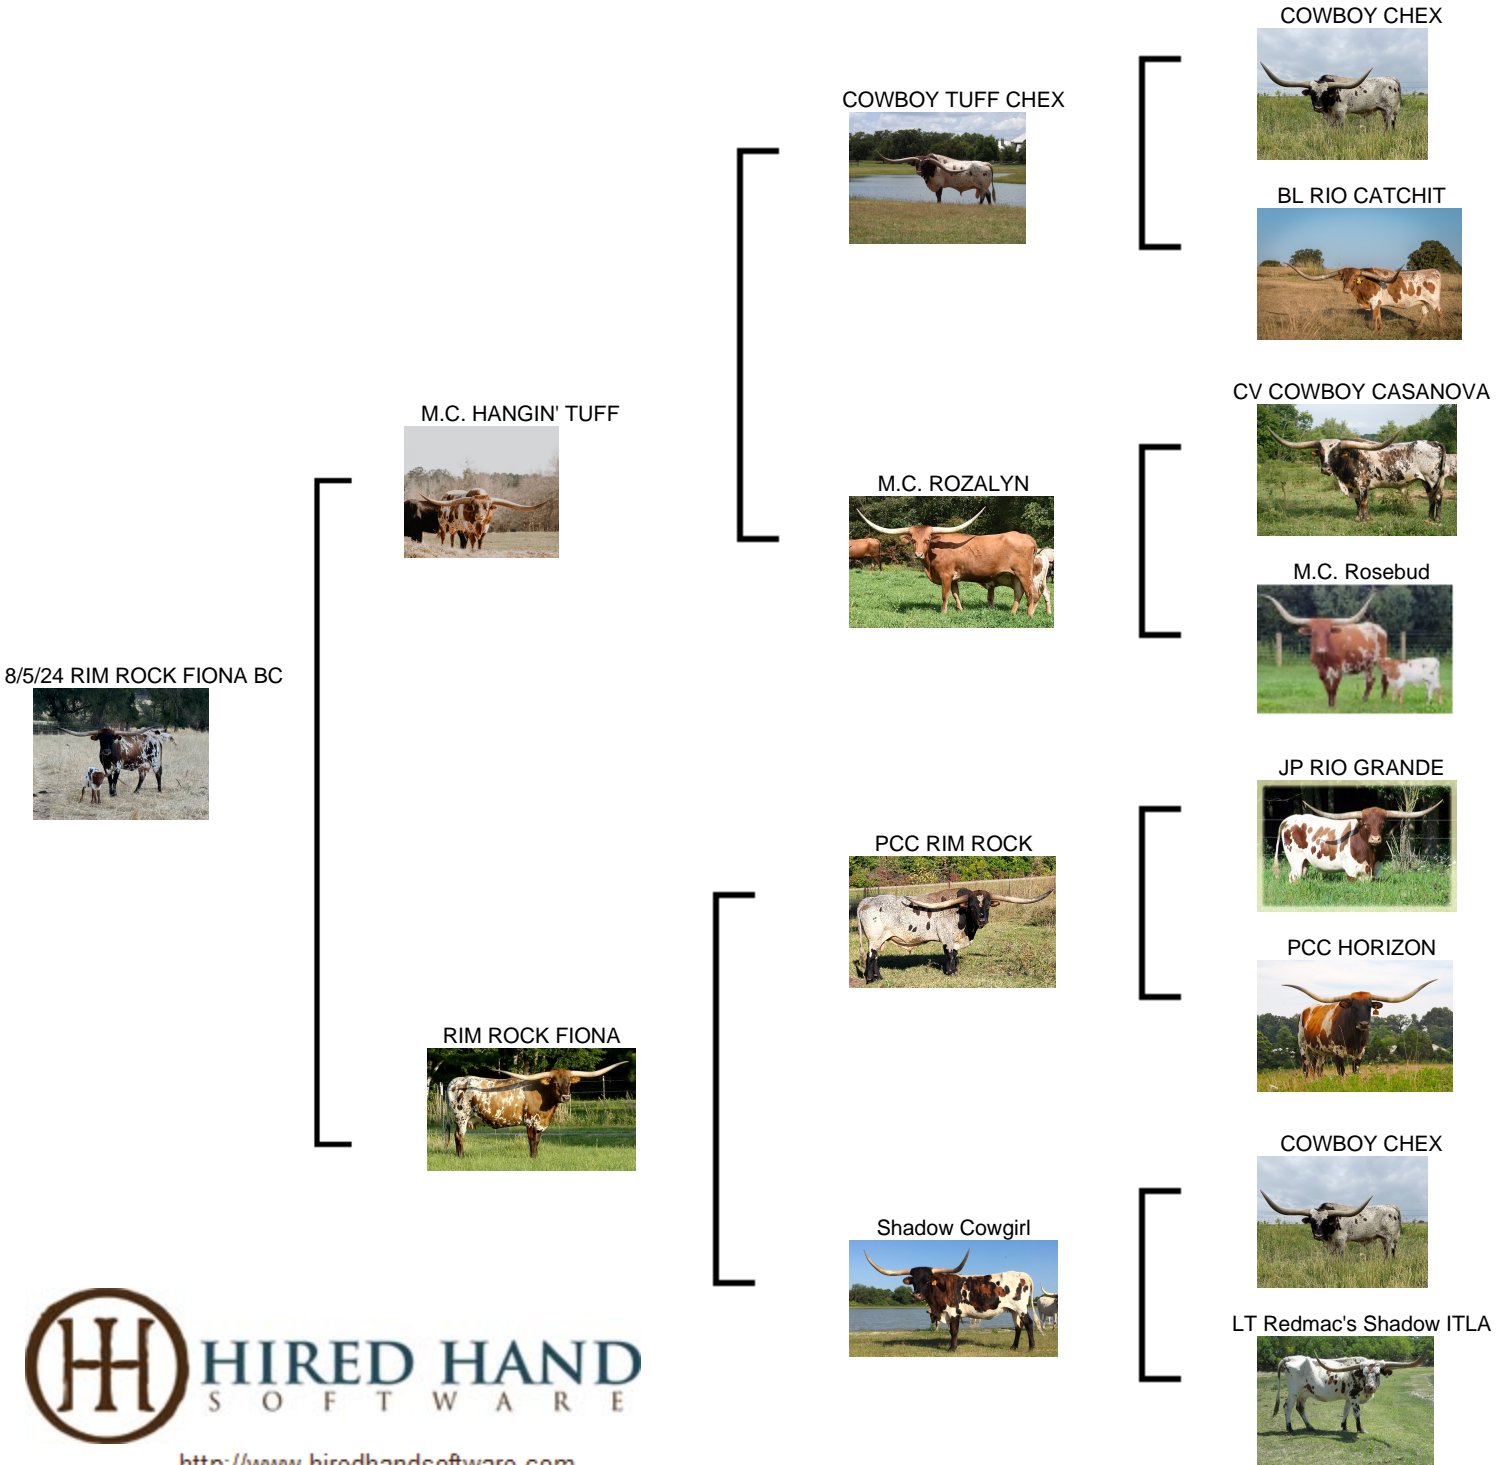 COWBOY CHEX
COWBOY TUFF CHEX
BL RIO CATCHIT
CV COWBOY CASANOVA
M.C. HANGIN' TUFF
M.C. ROZALYN
M.C. Rosebud
8/5/24 RIM ROCK FIONA BC
JP RIO GRANDE
PCC RIM ROCK
PCC HORIZON
RIM ROCK FIONA
COWBOY CHEX
Shadow Cowgirl
LT Redmac's Shadow ITLA
HIRED HAND
SOFTWARE
http://www.hiredhandsoftware.com